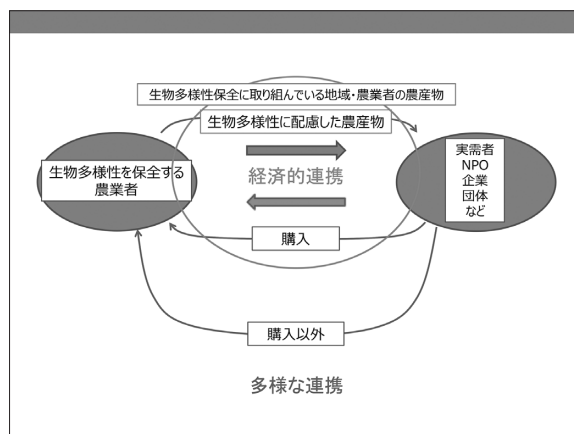 生物多様性保全に取り組んでいる地域・農業者の農産物
生物多様性に配慮した農産物
生物多様性を保全する
農業者
経済的連携
実需者
NPO
企業
団体
など
購入
購入以外
多様な連携